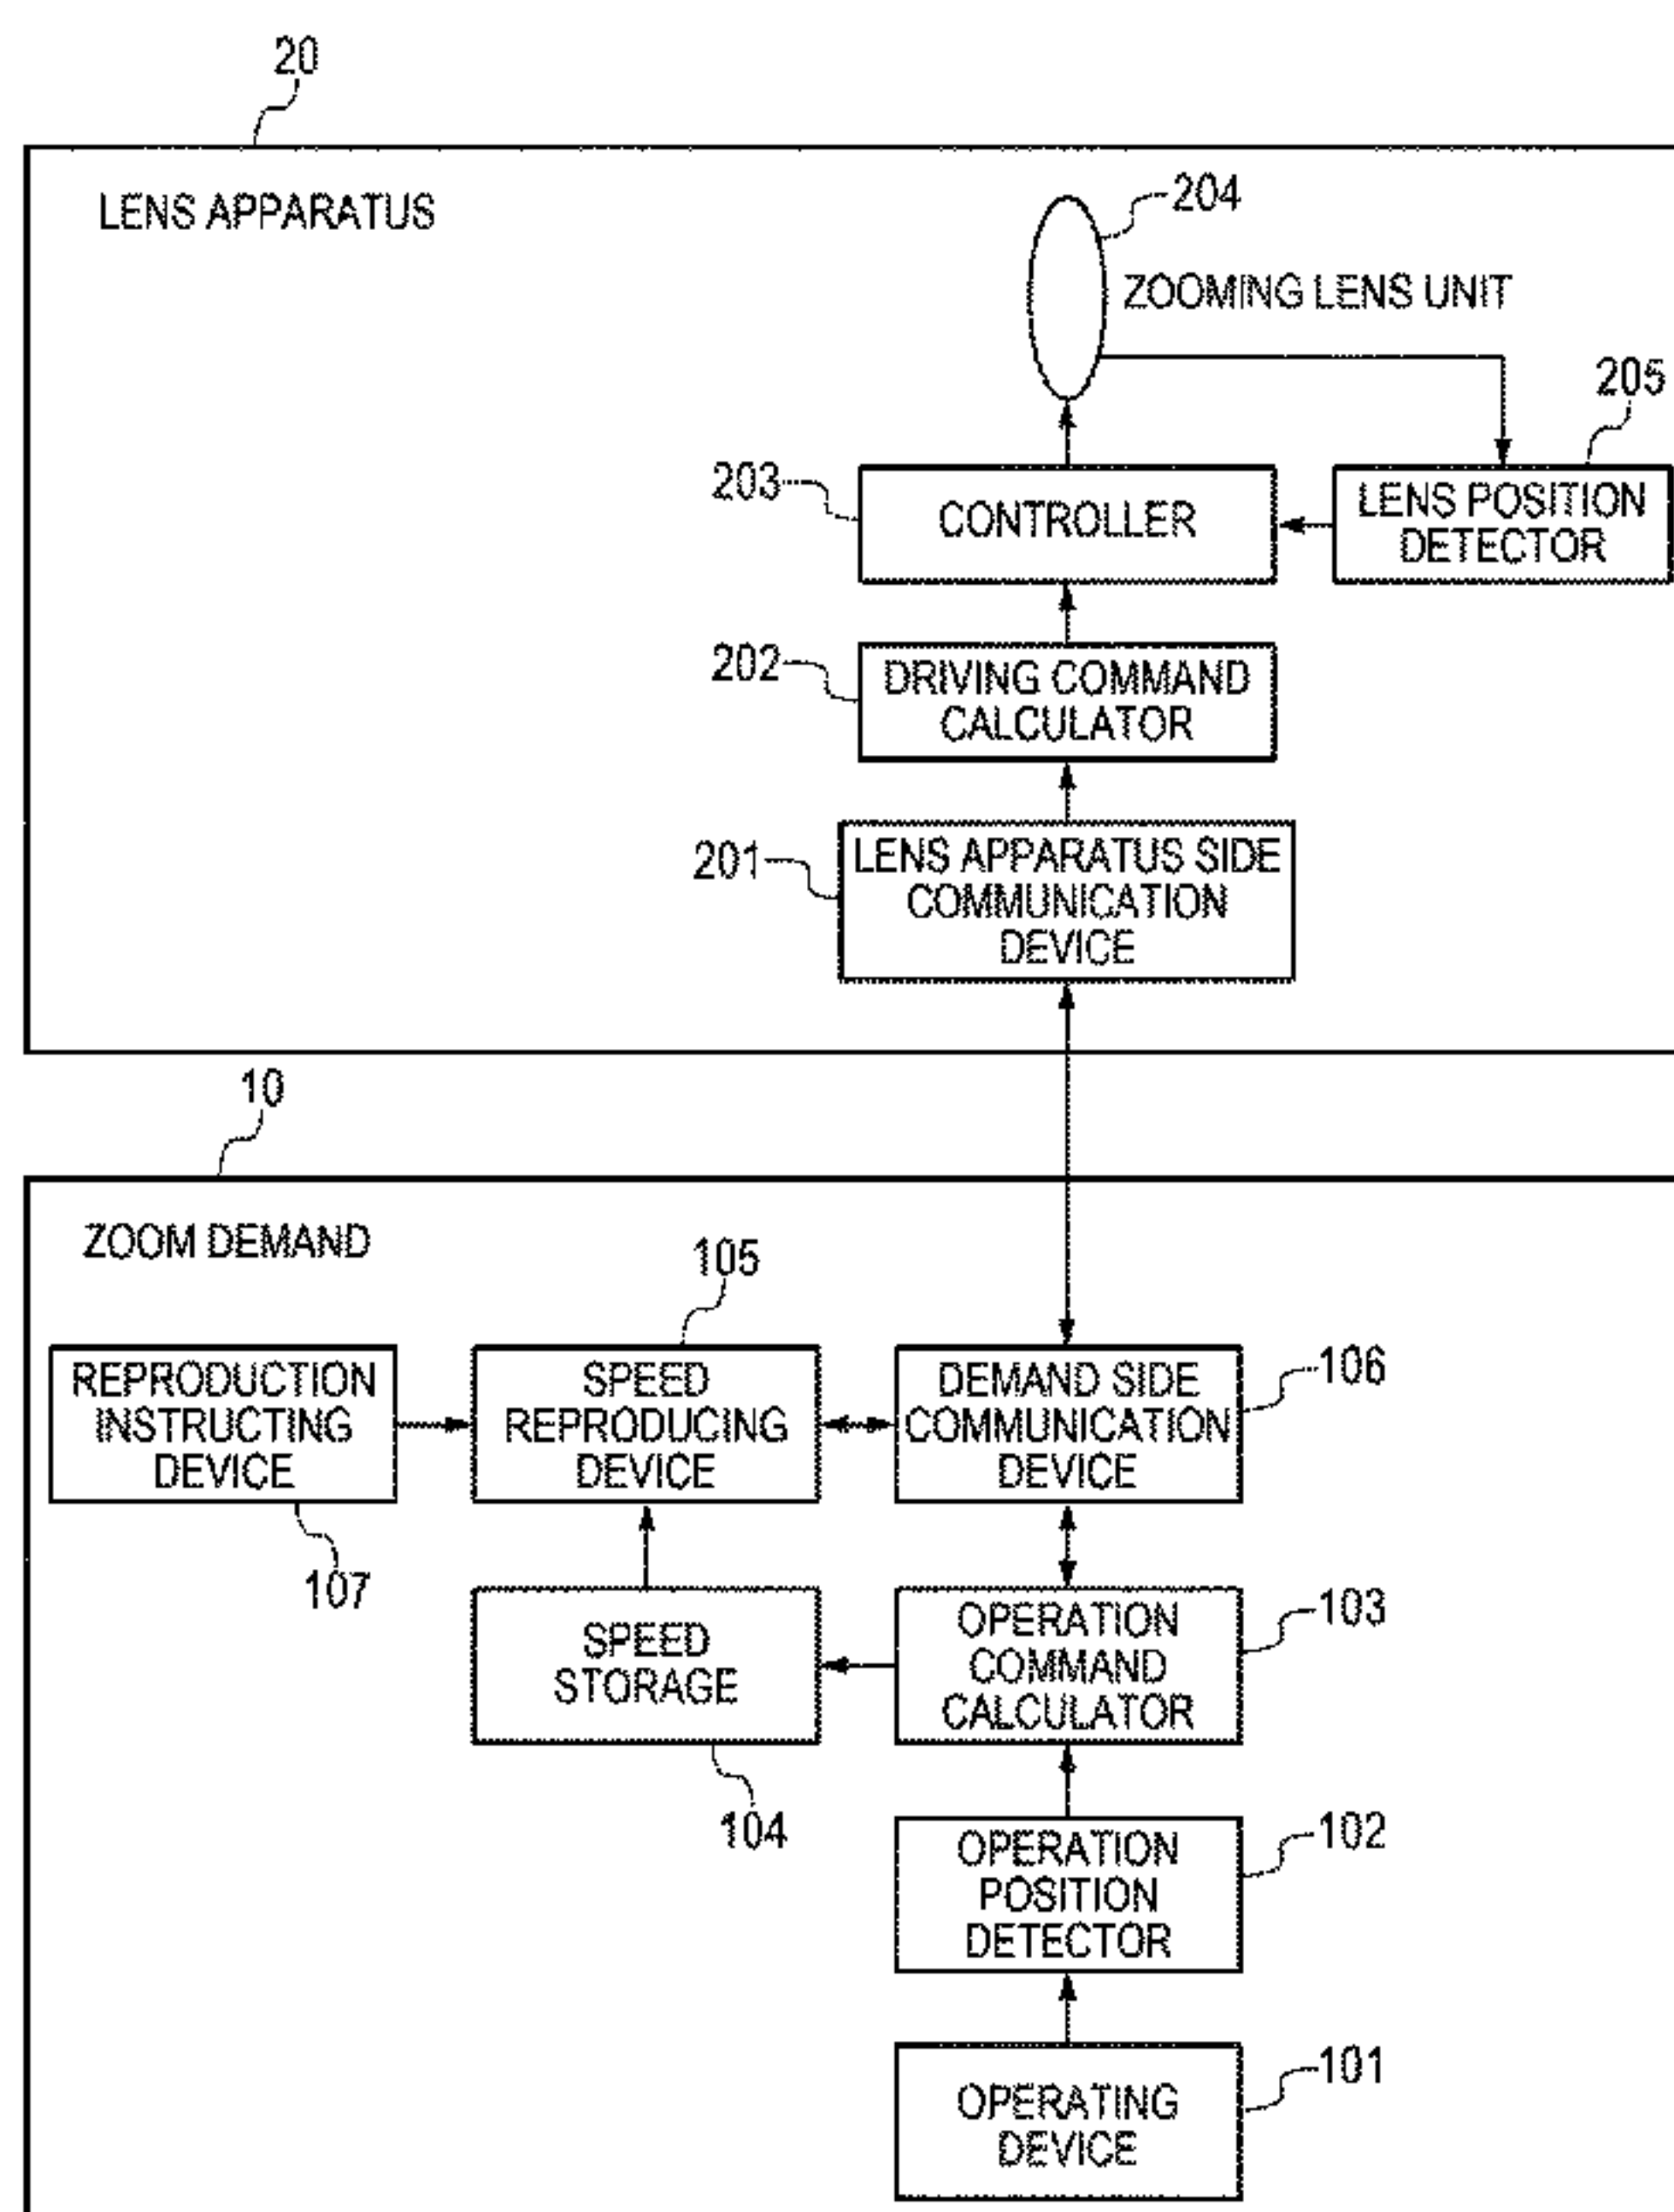 20
LENS APPARATUS
204
ZOOMING LENS UNIT
205
203
CONTROLLER
LENS POSITION
DETECTOR
202
DRIVING COMMAND
CALCULATOR
201
LENS APPARATUS SIDE
COMMUNICATION
DEVICE
10
ZOOM DEMAND
105
REPRODUCTION
INSTRUCTING
DEVICE
SPEED
REPRODUCING
DEVICE
DEMAND SIDE
COMMUNICATION
DEVICE
106
107
SPEED
STORAGE
OPERATION
COMMAND
CALCULATOR
103
104
OPERATION
POSITION
DETECTOR
102
OPERATING
DEVICE
101